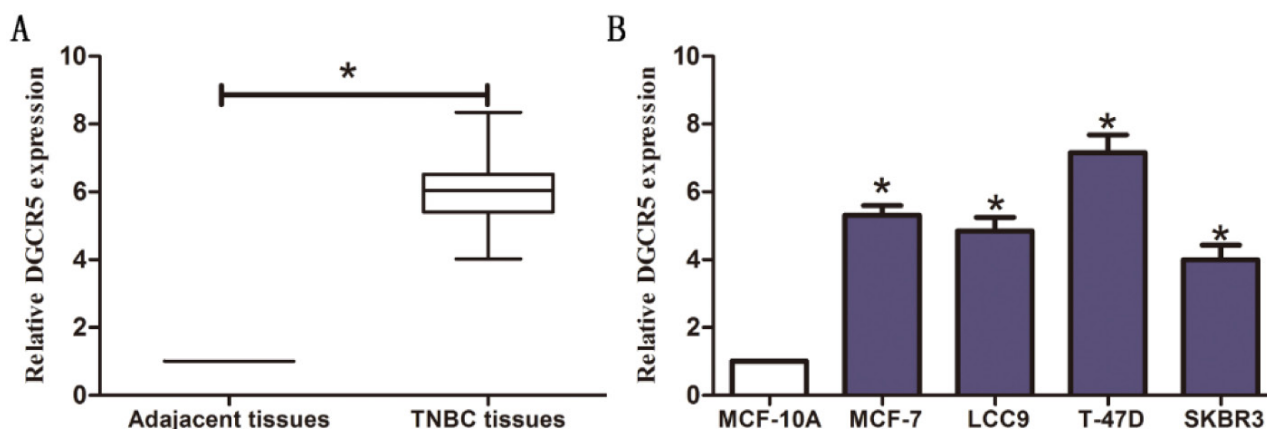 A
Relative DGCR5 expression
10
8
6
4
2
0
*
Adajacent tissues
TNBC tissues
B
Relative DGCR5 expression
10
8
6
4
2
0
*
*
*
*
MCF-10A
MCF-7
LCC9
T-47D
SKBR3